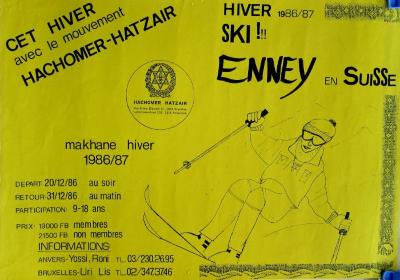 CET HIVER
avec le mouvement
HACHOMER-HATZAIR
HACHOMER HATZAIR
makhane hiver
1986/87
DEPART: 20/12/86 au soir
RETOUR: 31/12/86 au matin
PARTICIPATION: 9-18 ans
PRIX: 19000 FB membres
21500 FB non membres
INFORMATIONS:
ANVERS-Yossi, Roni TL. 03/230.26.95
BRUXELLES-Uri Lis TL. 02/347.37.46
HIVER 1986/87
SKI!!!
ENNEY EN SUISSE